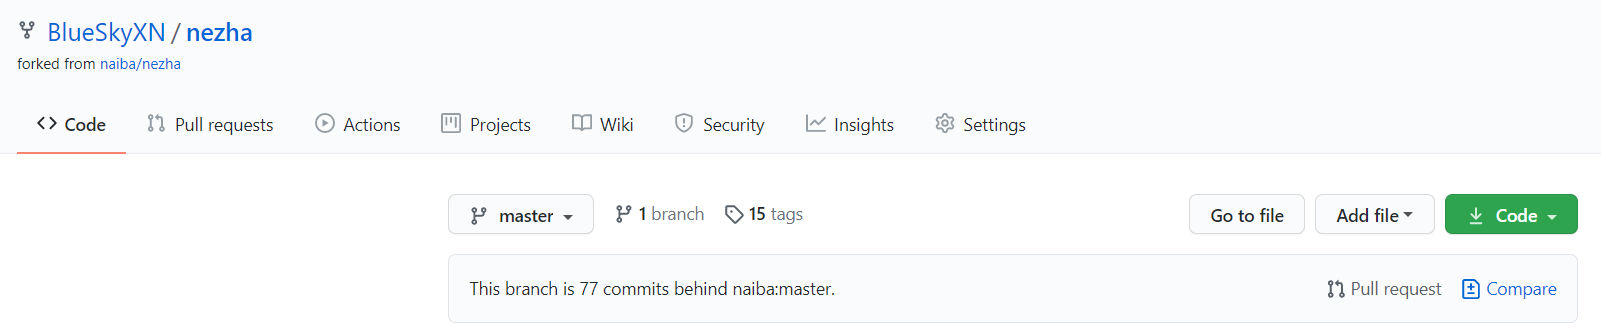 BlueSkyXN / nezha
forked from naiba/nezha
Code Pull requests Actions Projects Wiki Security Insights Settings
master 1 branch 15 tags Go to file Add file Code
This branch is 77 commits behind naiba:master. Pull request Compare